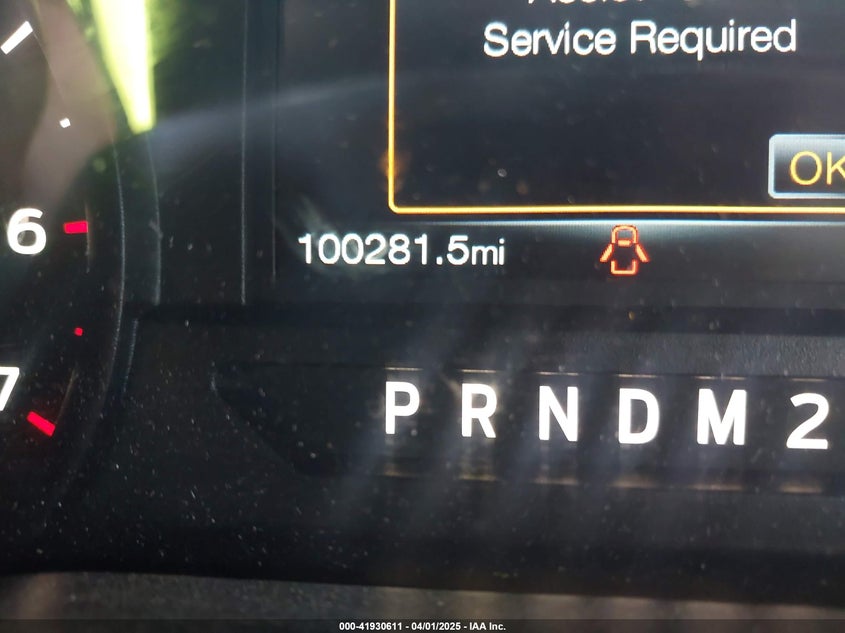 Service Required
OK
6
100281.5mi
7
P R N D M 2
000-41930611 - 04/01/2025 - IAA Inc.